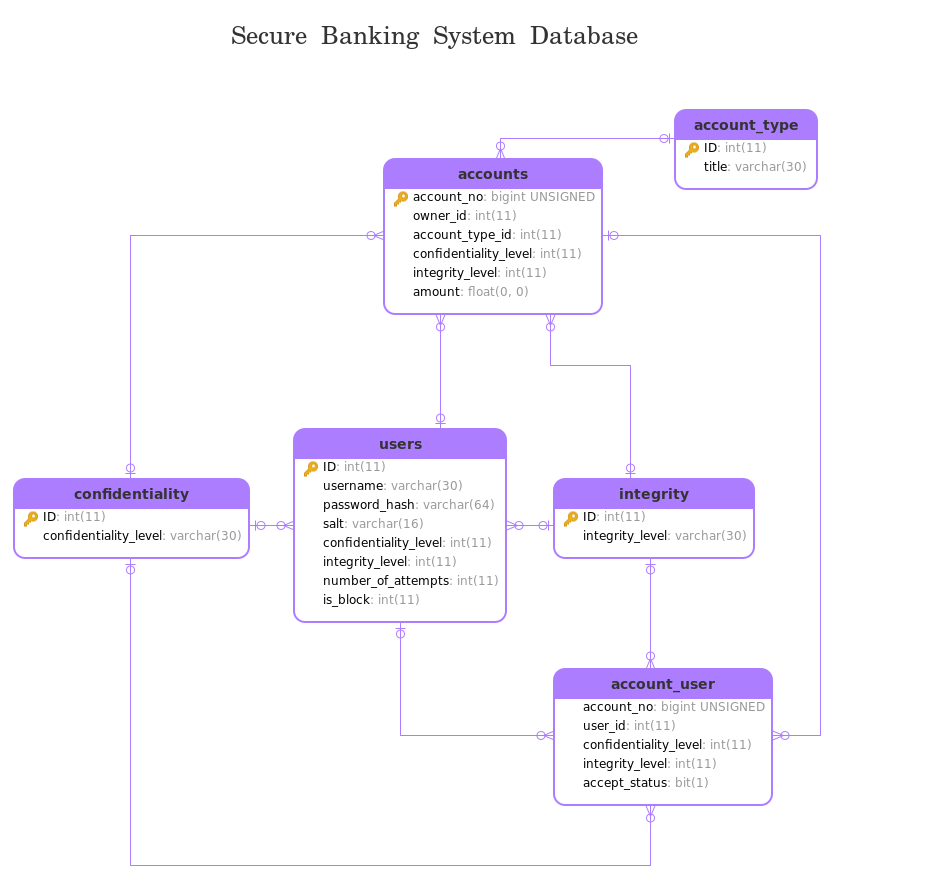 Secure Banking System Database
account_type
ID: int(11)
title: varchar(30)
accounts
account_no: bigint UNSIGNED
owner_id: int(11)
account_type_id: int(11)
confidentiality_level: int(11)
integrity_level: int(11)
amount: float(0, 0)
users
ID: int(11)
username: varchar(30)
password_hash: varchar(64)
salt: varchar(16)
confidentiality_level: int(11)
integrity_level: int(11)
number_of_attempts: int(11)
is_block: int(11)
confidentiality
ID: int(11)
confidentiality_level: varchar(30)
integrity
ID: int(11)
integrity_level: varchar(30)
account_user
account_no: bigint UNSIGNED
user_id: int(11)
confidentiality_level: int(11)
integrity_level: int(11)
accept_status: bit(1)